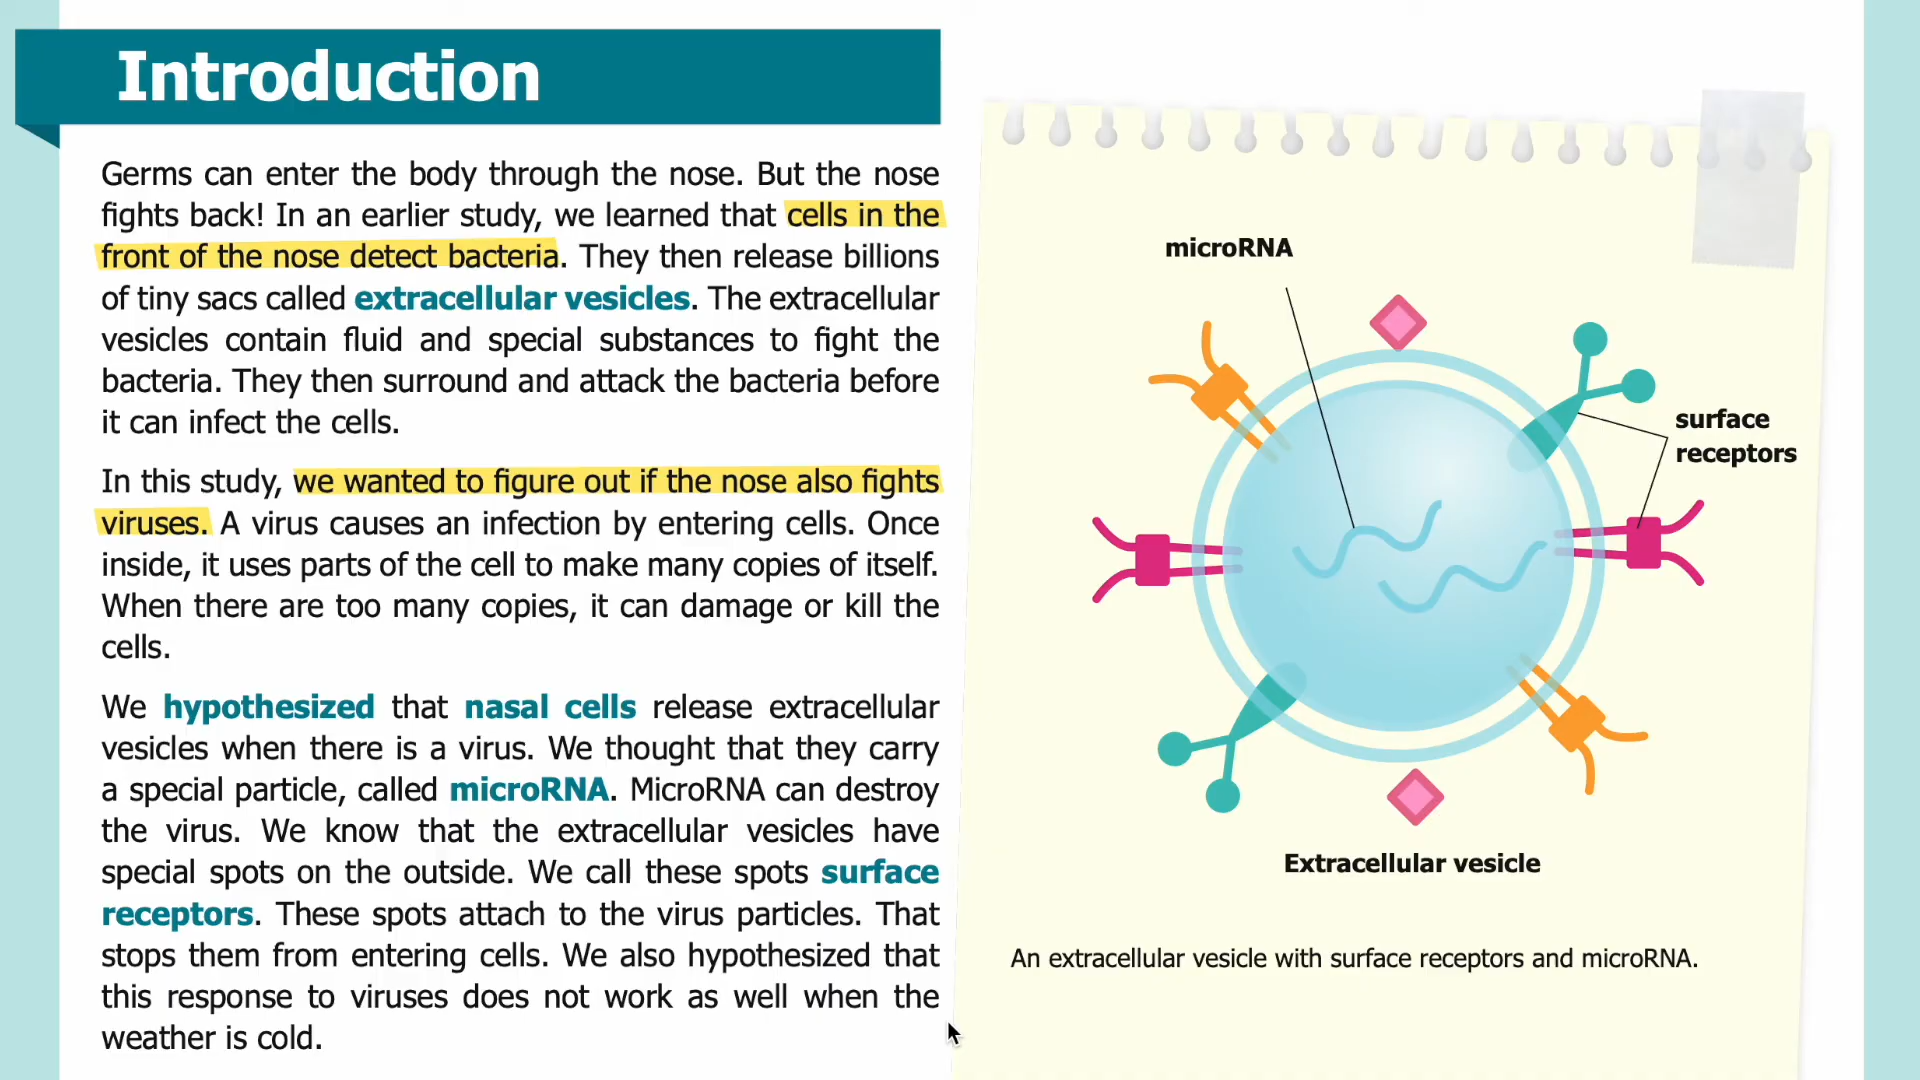 Introduction
Germs can enter the body through the nose. But the nose
fights back! In an earlier study, we learned that cells in the
front of the nose detect bacteria. They then release billions
of tiny sacs called extracellular vesicles. The extracellular
vesicles contain fluid and special substances to fight the
bacteria. They then surround and attack the bacteria before
it can infect the cells.
In this study, we wanted to figure out if the nose also fights
viruses. A virus causes an infection by entering cells. Once
inside, it uses parts of the cell to make many copies of itself.
When there are too many copies, it can damage or kill the
cells.
We hypothesized that nasal cells release extracellular
vesicles when there is a virus. We thought that they carry
a special particle, called microRNA. MicroRNA can destroy
the virus. We know that the extracellular vesicles have
special spots on the outside. We call these spots surface
receptors. These spots attach to the virus particles. That
stops them from entering cells. We also hypothesized that
this response to viruses does not work as well when the
weather is cold.
microRNA
surface
receptors
Extracellular vesicle
An extracellular vesicle with surface receptors and microRNA.